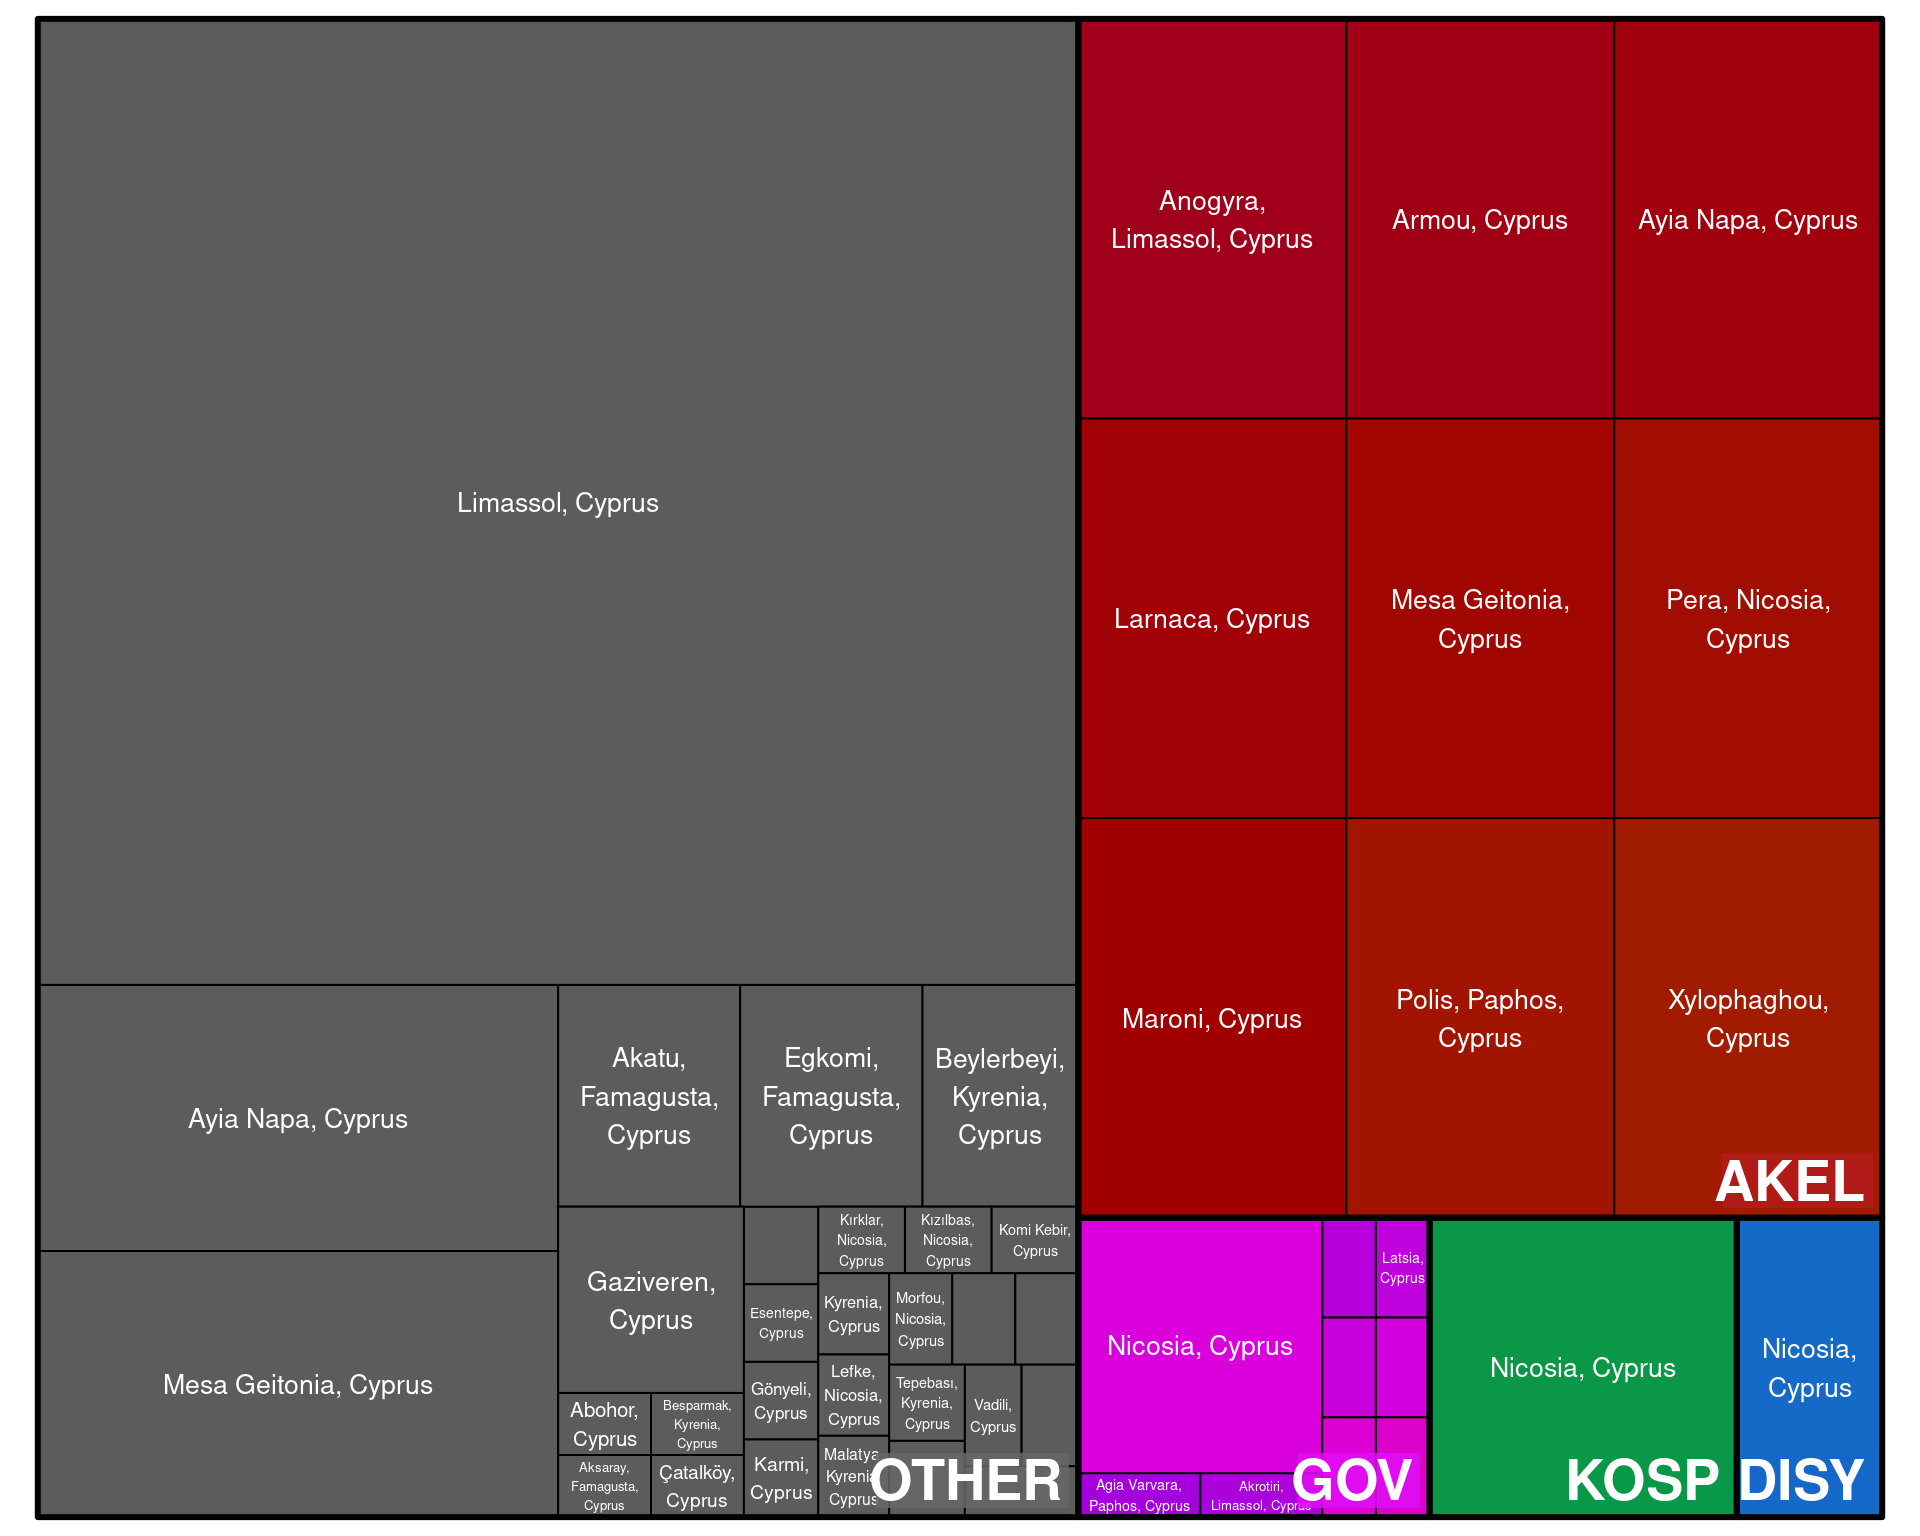 Limassol, Cyprus
Ayia Napa, Cyprus
Mesa Geitonia, Cyprus
Akatu,
Famagusta,
Cyprus
Egkomi,
Famagusta,
Cyprus
Beylerbeyi,
Kyrenia,
Cyprus
Gaziveren,
Cyprus
Abohor,
Cyprus
Besparmak,
Kyrenia,
Cyprus
Aksaray,
Famagusta,
Cyprus
Çatalköy,
Cyprus
Esentepe,
Cyprus
Gönyeli,
Cyprus
Karmi,
Cyprus
Kırklar,
Nicosia,
Cyprus
Kızılbas,
Nicosia,
Cyprus
Komi Kebir,
Cyprus
Kyrenia,
Cyprus
Lefke,
Nicosia,
Cyprus
Malatya,
Kyrenia,
Cyprus
Morfou,
Nicosia,
Cyprus
Tepebası,
Kyrenia,
Cyprus
Vadili,
Cyprus
OTHER
Anogyra,
Limassol, Cyprus
Armou, Cyprus
Ayia Napa, Cyprus
Larnaca, Cyprus
Mesa Geitonia,
Cyprus
Pera, Nicosia,
Cyprus
Maroni, Cyprus
Polis, Paphos,
Cyprus
Xylophaghou,
Cyprus
AKEL
Nicosia, Cyprus
Latsia,
Cyprus
Agia Varvara,
Paphos, Cyprus
Akrotiri,
Limassol, Cyprus
GOV
Nicosia, Cyprus
KOSP
Nicosia,
Cyprus
DISY